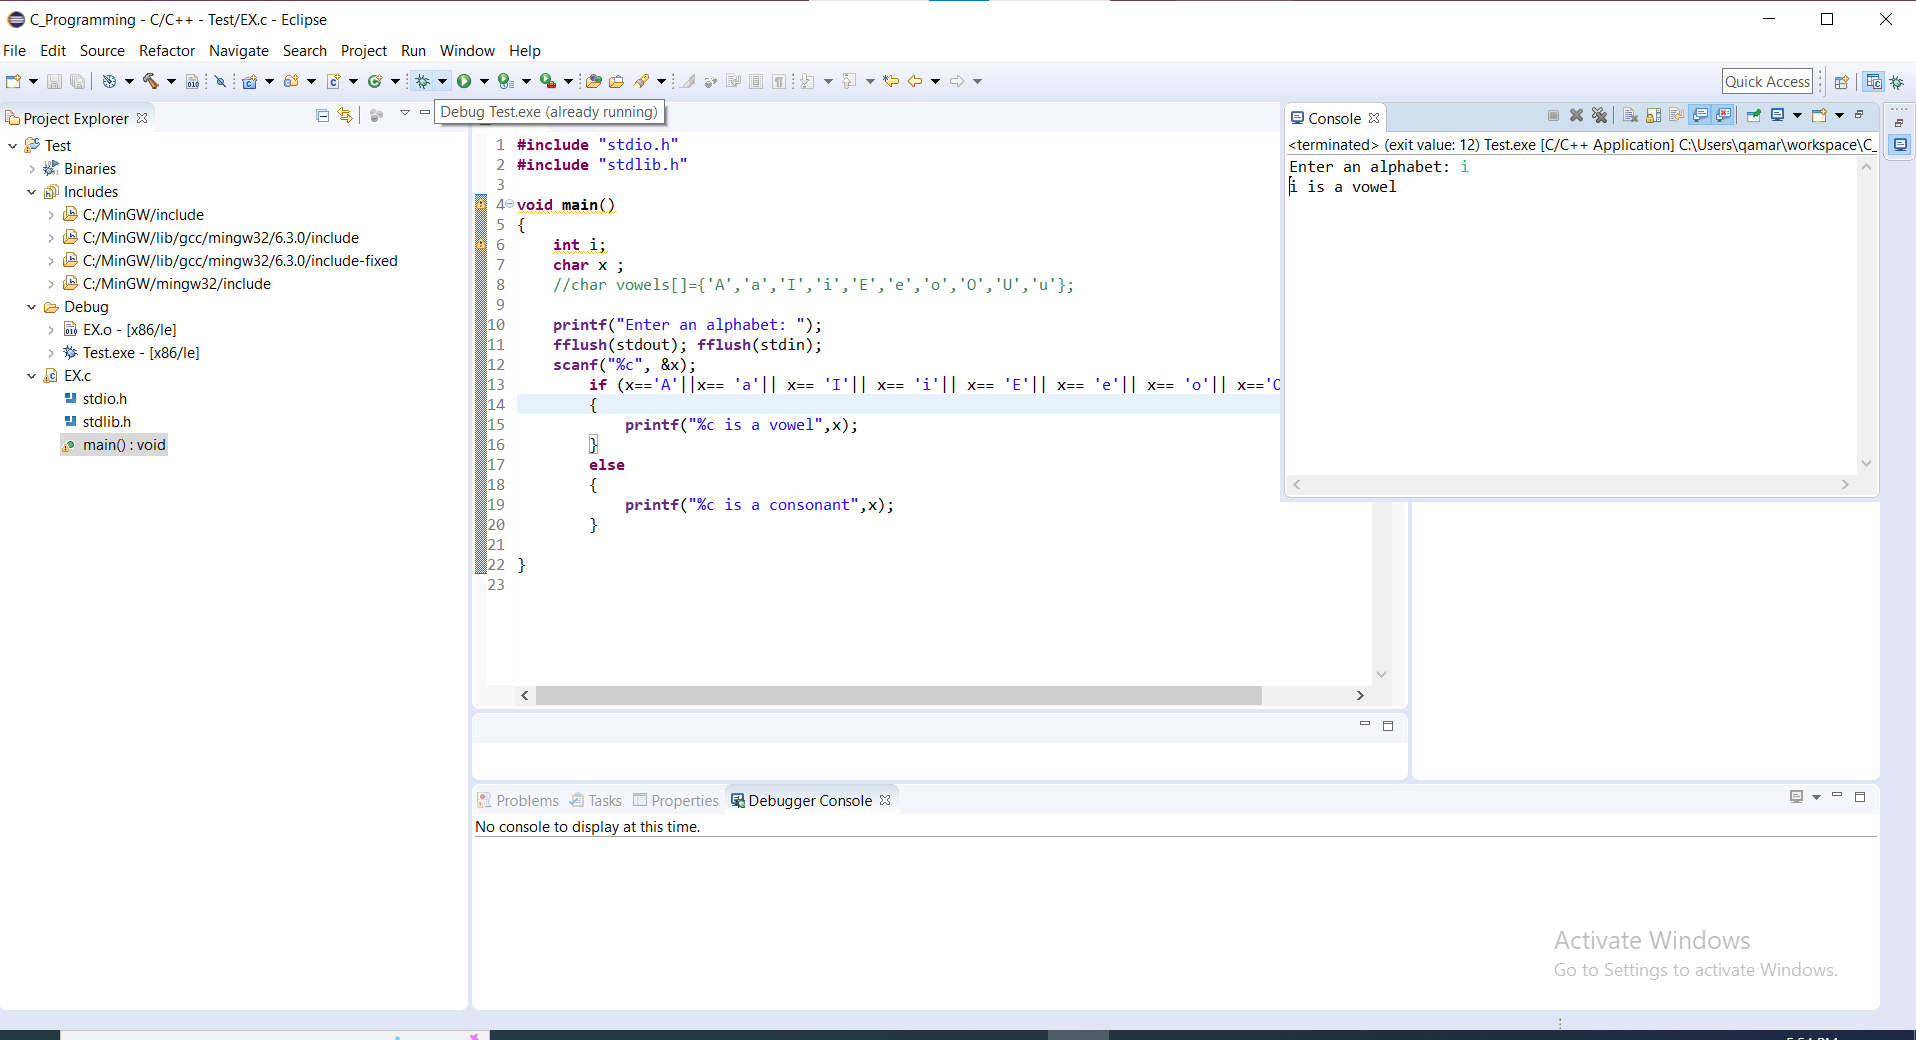 C_Programming - C/C++ - Test/EX.c - Eclipse
File Edit Source Refactor Navigate Search Project Run Window Help
Quick Access
Debug Test.exe (already running)
Project Explorer
Test
Binaries
Includes
C:/MinGW/include
C:/MinGW/lib/gcc/mingw32/6.3.0/include
C:/MinGW/lib/gcc/mingw32/6.3.0/include-fixed
C:/MinGW/mingw32/include
Debug
EX.o - [x86/le]
Test.exe - [x86/le]
EX.c
stdio.h
stdlib.h
main() : void
1 #include "stdio.h"
2 #include "stdlib.h"
3
4 void main()
5 {
6 int i;
7 char x ;
8 //char vowels[]={'A','a','I','i','E','e','o','O','U','u'};
9
10 printf("Enter an alphabet: ");
11 fflush(stdout); fflush(stdin);
12 scanf("%c", &x);
13 if (x=='A'||x== 'a'|| x== 'I'|| x== 'i'|| x== 'E'|| x== 'e'|| x== 'o'|| x=='O
14 {
15 printf("%c is a vowel",x);
16 }
17 else
18 {
19 printf("%c is a consonant",x);
20 }
21
22 }
23
Console
<terminated> (exit value: 12) Test.exe [C/C++ Application] C:\Users\qamar\workspace\C_
Enter an alphabet: i
i is a vowel
Problems Tasks Properties Debugger Console
No console to display at this time.
Activate Windows
Go to Settings to activate Windows.